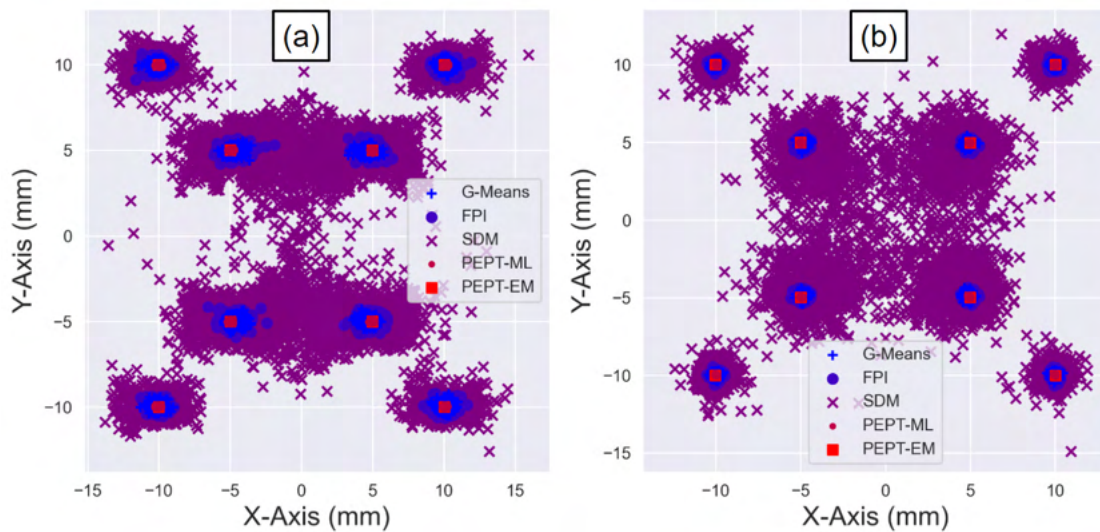 (a)
10
5
0
−5
−10
Y-Axis (mm)
−15 −10 −5 0 5 10 15
X-Axis (mm)
G-Means
FPI
SDM
PEPT-ML
PEPT-EM
(b)
10
5
0
−5
−10
−15
Y-Axis (mm)
−10 −5 0 5 10
X-Axis (mm)
G-Means
FPI
SDM
PEPT-ML
PEPT-EM